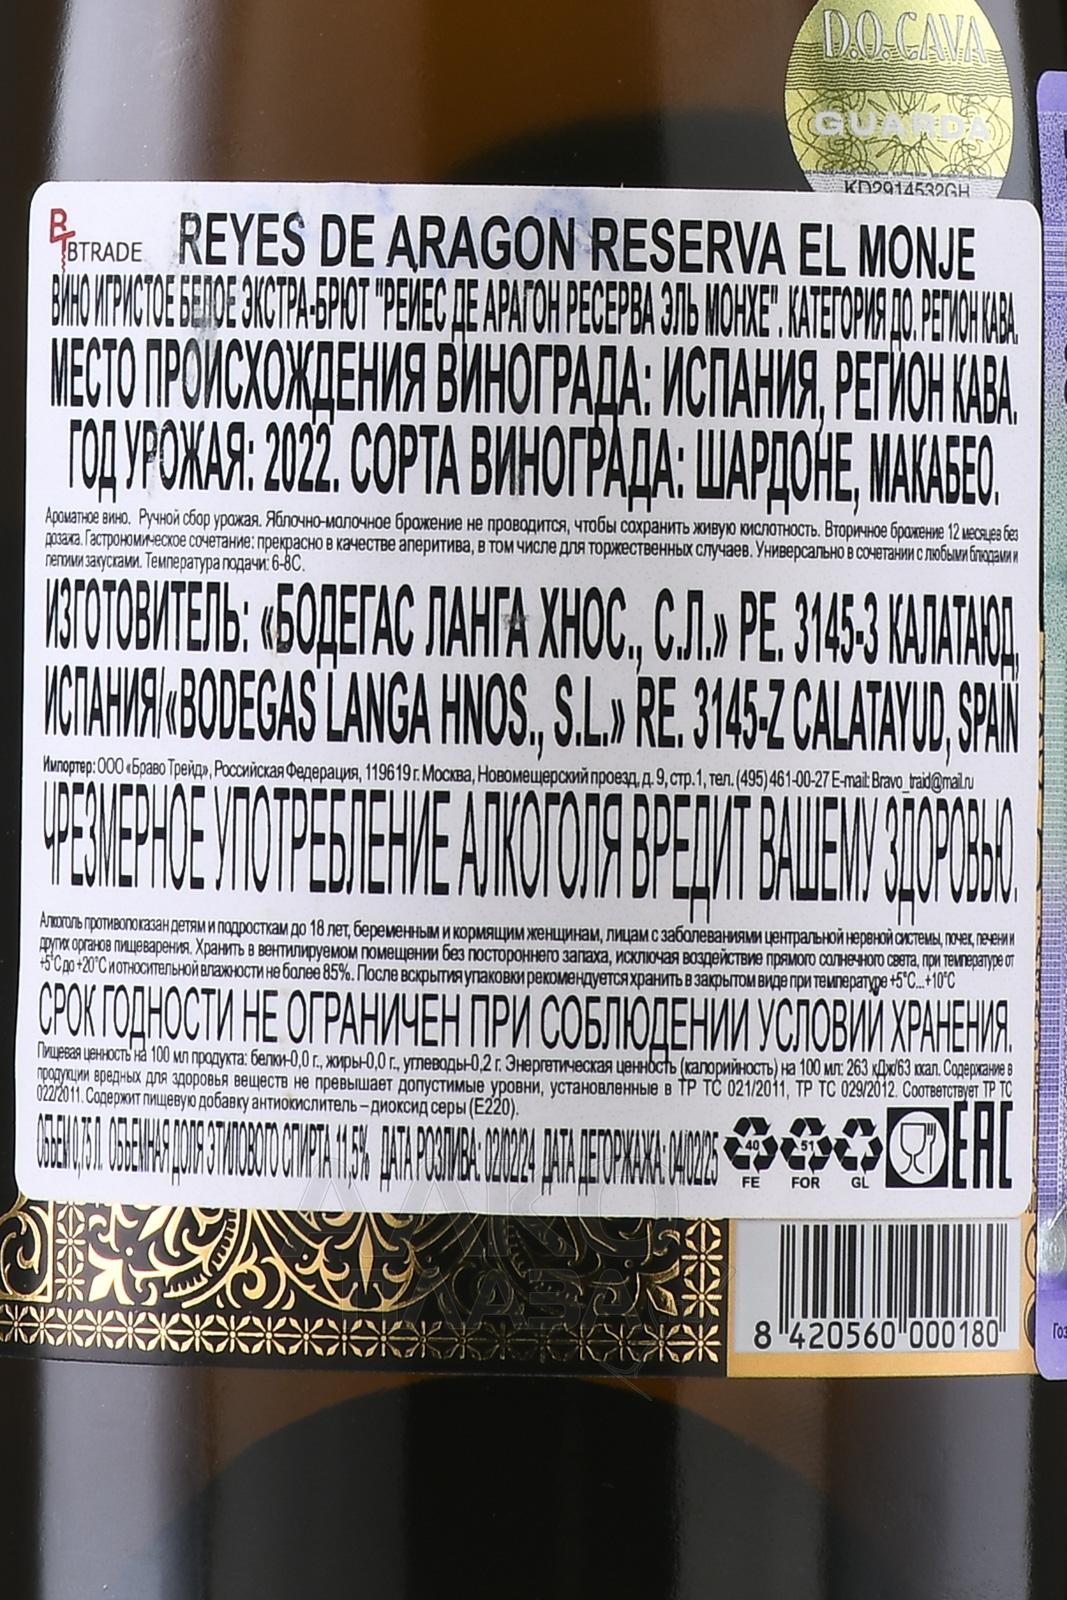 D.O. CAVA
GUARDA
KD2914532GH
BTRADE
REYES DE ARAGON RESERVA EL MONJE
ВИНО ИГРИСТОЕ БЕЛОЕ ЭКСТРА-БРЮТ "РЕЙЕС ДЕ АРАГОН РЕСЕРВА ЭЛЬ МОНХЕ". КАТЕГОРИЯ ДО. РЕГИОН КАВА.
МЕСТО ПРОИСХОЖДЕНИЯ ВИНОГРАДА: ИСПАНИЯ, РЕГИОН КАВА.
ГОД УРОЖАЯ: 2022. СОРТА ВИНОГРАДА: ШАРДОНЕ, МАКАБЕО.
Ароматное вино. Ручной сбор урожая. Яблочно-молочное брожение не проводится, чтобы сохранить живую кислотность. Вторичное брожение 12 месяцев без
дозажа. Гастрономическое сочетание: прекрасно в качестве аперитива, в том числе для торжественных случаев. Универсально в сочетании с любыми блюдами и
легкими закусками. Температура подачи: 6-8С.
ИЗГОТОВИТЕЛЬ: «БОДЕГАС ЛАНГА ХНОС., С.Л.» РЕ. 3145-З КАЛАТАЮД,
ИСПАНИЯ/«BODEGAS LANGA HNOS., S.L.» RE. 3145-Z CALATAYUD, SPAIN
Импортер: ООО «Браво Трейд», Российская Федерация, 119619 г. Москва, Новомещерский проезд, д. 9, стр. 1, тел. (495) 461-00-27 E-mail: Bravo_traid@mail.ru
ЧРЕЗМЕРНОЕ УПОТРЕБЛЕНИЕ АЛКОГОЛЯ ВРЕДИТ ВАШЕМУ ЗДОРОВЬЮ.
Алкоголь противопоказан детям и подросткам до 18 лет, беременным и кормящим женщинам, лицам с заболеваниями центральной нервной системы, почек, печени и
других органов пищеварения. Хранить в вентилируемом помещении без постороннего запаха, исключая воздействие прямого солнечного света, при температуре от
+5˚С до +20˚С и относительной влажности не более 85%. После вскрытия упаковки рекомендуется хранить в закрытом виде при температуре +5˚С...+10˚С
СРОК ГОДНОСТИ НЕ ОГРАНИЧЕН ПРИ СОБЛЮДЕНИИ УСЛОВИЙ ХРАНЕНИЯ.
Пищевая ценность на 100 мл продукта: белки-0,0 г., жиры-0,0 г., углеводы-0,2 г. Энергетическая ценность (калорийность) на 100 мл: 263 кДж/63 ккал. Содержание в
продукции вредных для здоровья веществ не превышает допустимые уровни, установленные в ТР ТС 021/2011, ТР ТС 029/2012. Соответствует ТР ТС
022/2011. Содержит пищевую добавку антиокислитель – диоксид серы (Е220).
ОБЪЕМ 0,75 Л. ОБЪЕМНАЯ ДОЛЯ ЭТИЛОВОГО СПИРТА 11,5% ДАТА РОЗЛИВА: 02/02/24 ДАТА ДЕГОРЖАЖА: 04/02/25
40 51
FE FOR GL
EAC
АЛКО
ПЛАЗА
8 420560 000180